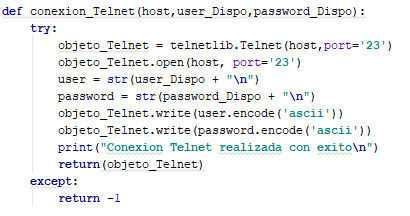 def conexion_Telnet(host,user_Dispo,password_Dispo):
    try:
        objeto_Telnet = telnetlib.Telnet(host,port='23')
        objeto_Telnet.open(host, port='23')
        user = str(user_Dispo + "\n")
        password = str(password_Dispo + "\n")
        objeto_Telnet.write(user.encode('ascii'))
        objeto_Telnet.write(password.encode('ascii'))
        print("Conexion Telnet realizada con exito\n")
        return(objeto_Telnet)
    except:
        return -1